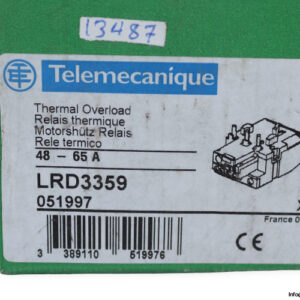 13487
Telemecanique
Thermal Overload
Relais thermique
Motorshütz Relais
Rele termico
48 - 65 A
LRD3359
051997
France
CE
3 389110 519976